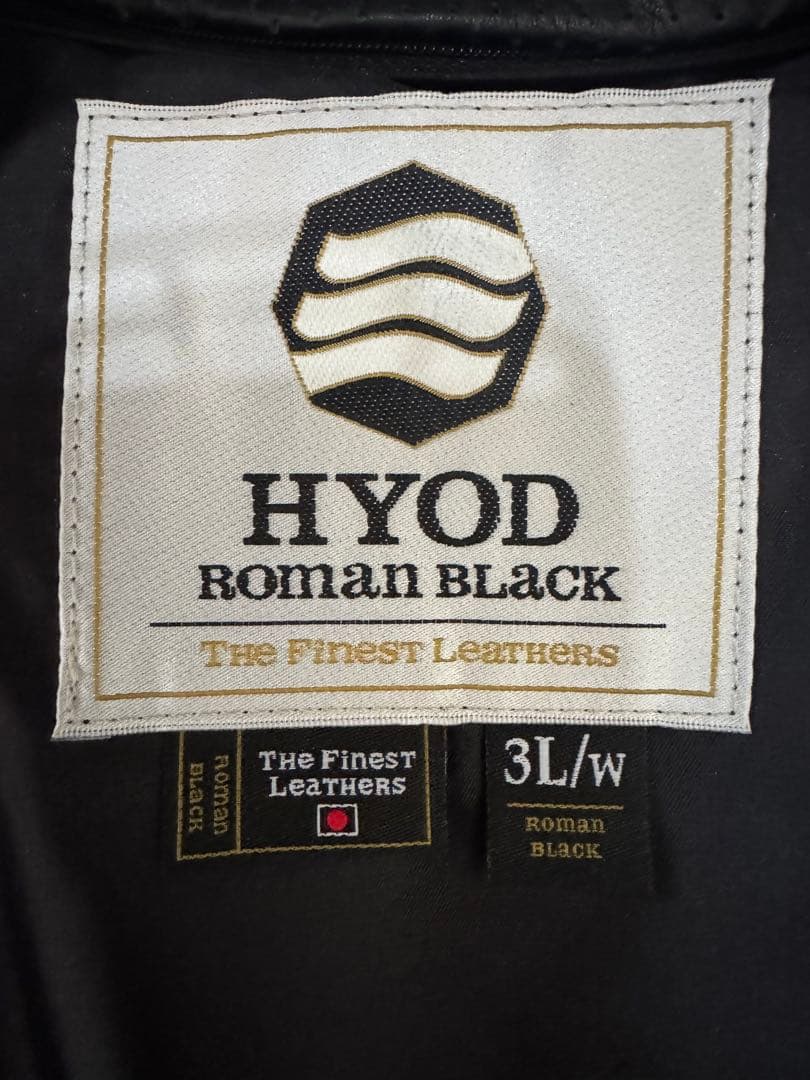 HYOD
ROMAN BLACK
THE FINEST LEATHERS
ROMAN
BLACK
THE FINEST
LEATHERS
3L/W
ROMAN
BLACK